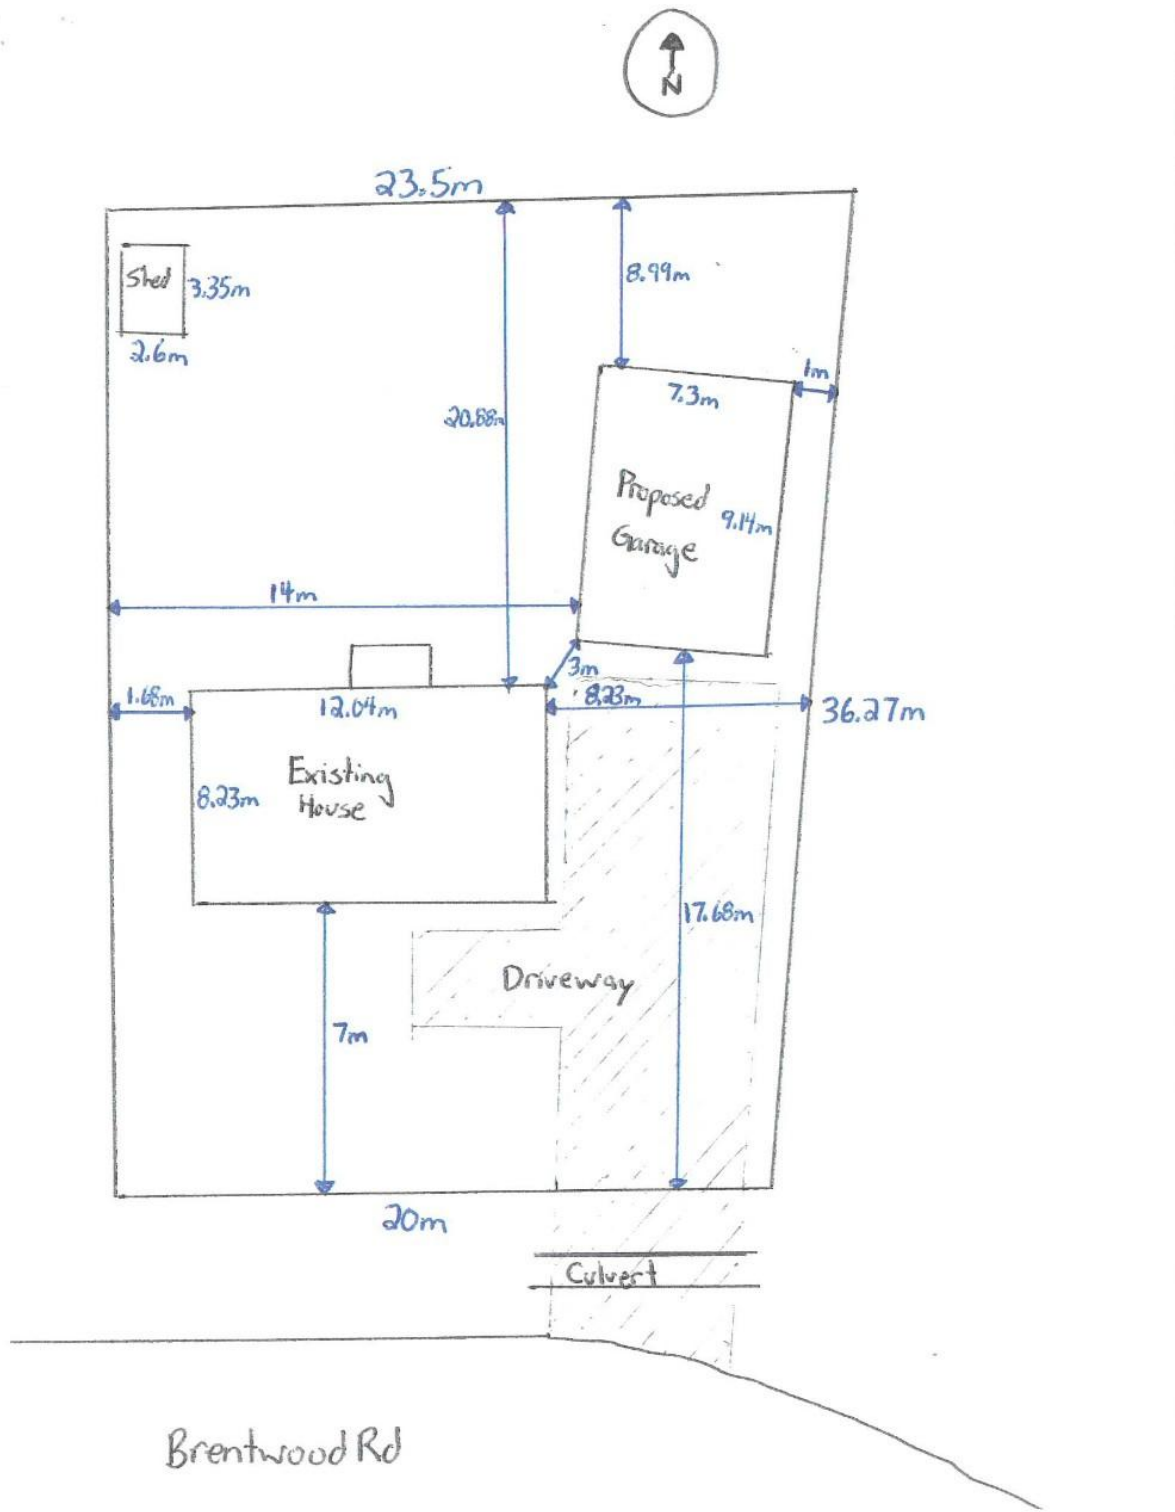 N
23.5m
8.99m
Shed
3.35m
2.6m
1m
7.3m
20.88m
Proposed
Garage
9.14m
14m
3m
1.68m
12.04m
8.23m
36.27m
Existing
House
8.23m
17.68m
Driveway
7m
20m
Culvert
Brentwood Rd